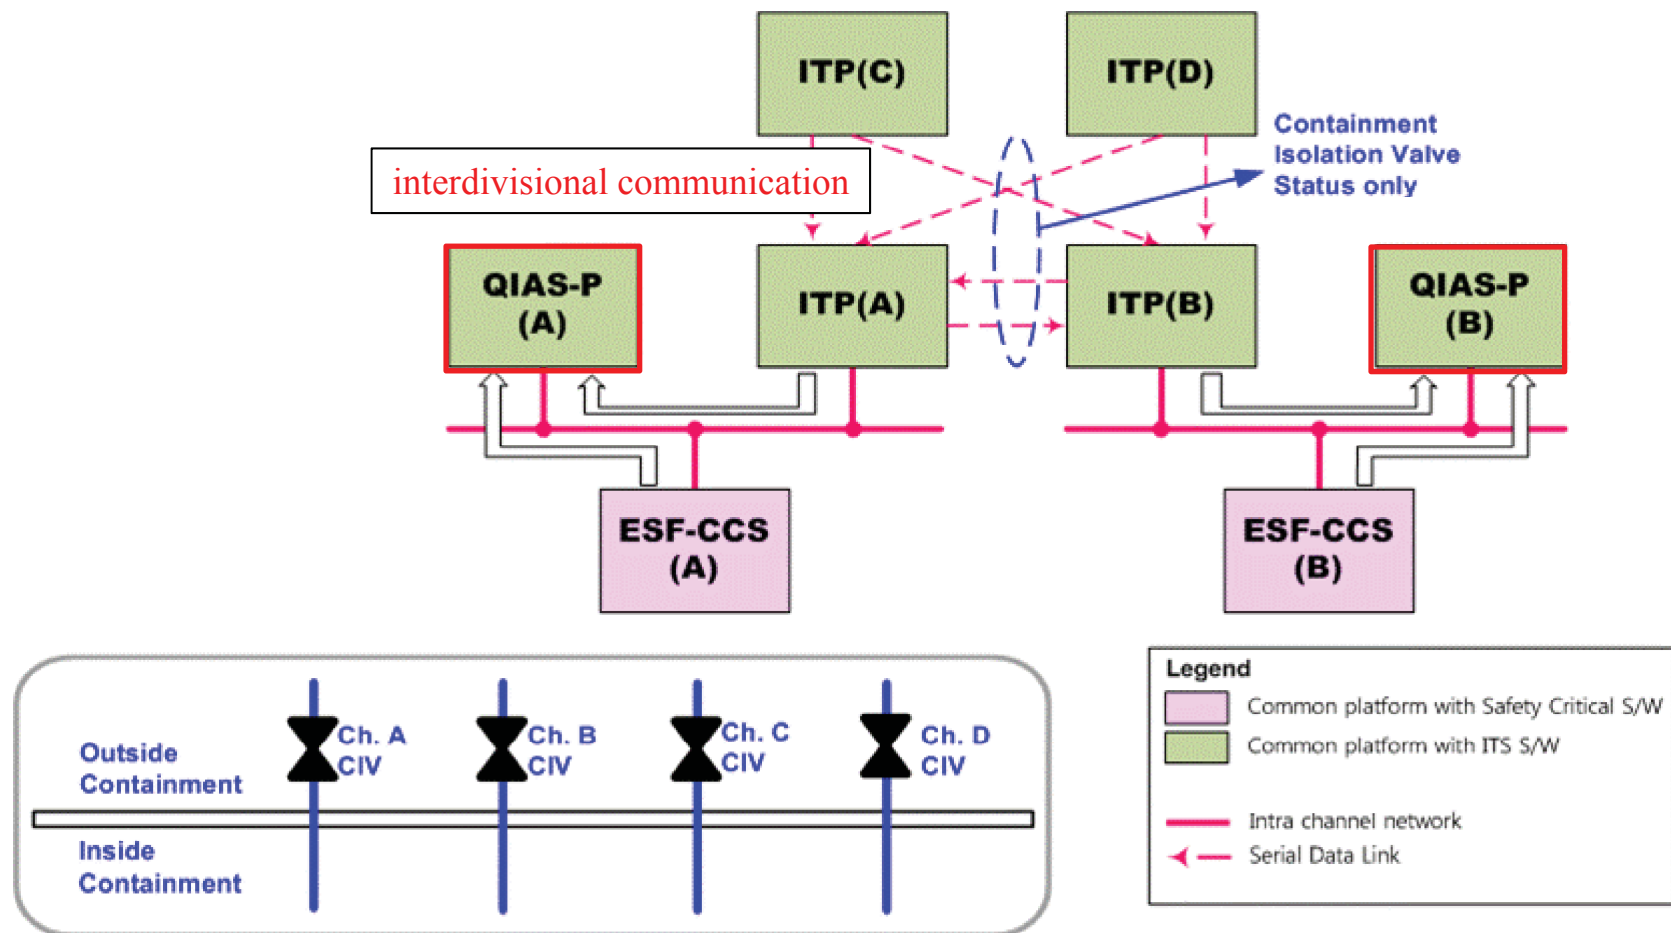 ITP(C)
ITP(D)
Containment
Isolation Valve
Status only
interdivisional communication
QIAS-P
(A)
ITP(A)
ITP(B)
QIAS-P
(B)
ESF-CCS
(A)
ESF-CCS
(B)
Outside
Containment
Ch. A
CIV
Ch. B
CIV
Ch. C
CIV
Ch. D
CIV
Inside
Containment
Legend
Common platform with Safety Critical S/W
Common platform with ITS S/W
Intra channel network
Serial Data Link